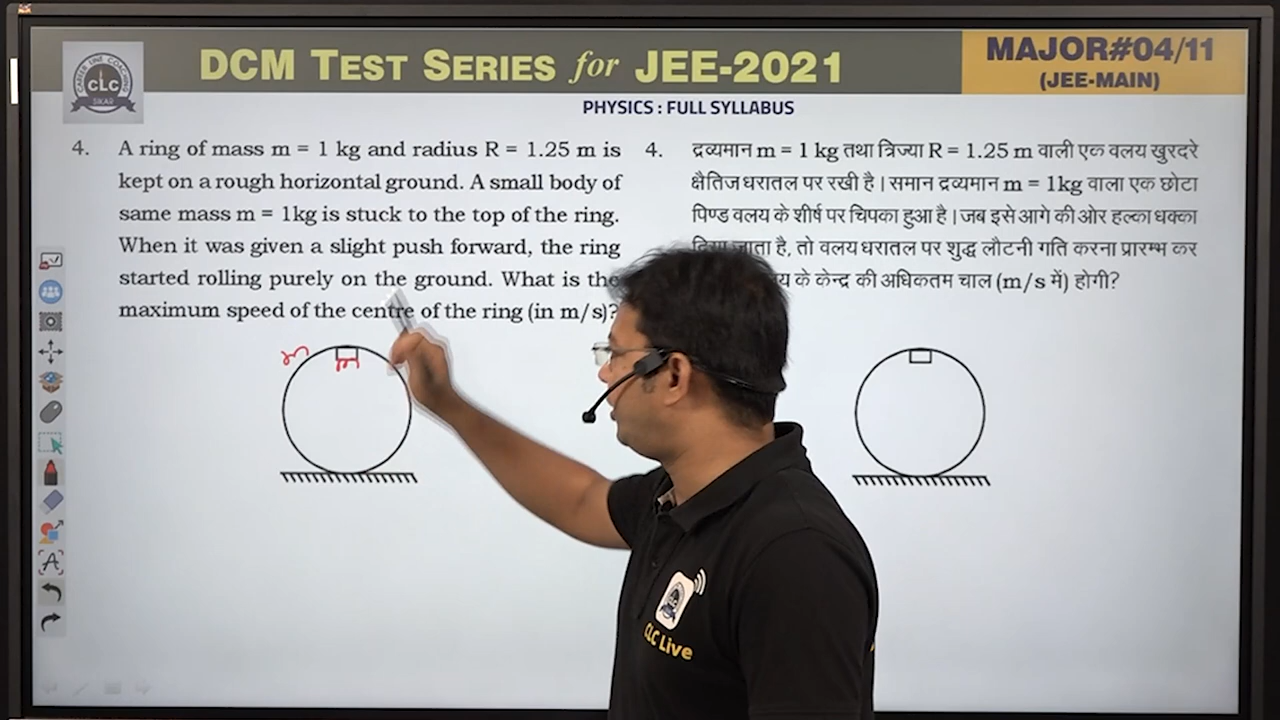 DCM TEST SERIES for JEE-2021
MAJOR#04/11
(JEE-MAIN)
CAREER LINE COACHING
CLC
SIKAR
PHYSICS : FULL SYLLABUS
4. A ring of mass m = 1 kg and radius R = 1.25 m is
kept on a rough horizontal ground. A small body of
same mass m = 1kg is stuck to the top of the ring.
When it was given a slight push forward, the ring
started rolling purely on the ground. What is the
maximum speed of the centre of the ring (in m/s)?
m
m
4. द्रव्यमान m = 1 kg तथा त्रिज्या R = 1.25 m वाली एक वलय खुरदरे
क्षैतिज धरातल पर रखी है। समान द्रव्यमान m = 1kg वाला एक छोटा
पिण्ड वलय के शीर्ष पर चिपका हुआ है। जब इसे आगे की ओर हल्का धक्का
जाता है, तो वलय धरातल पर शुद्ध लौटनी गति करना प्रारम्भ कर
के केन्द्र की अधिकतम चाल (m/s में) होगी?
A
CLC Live